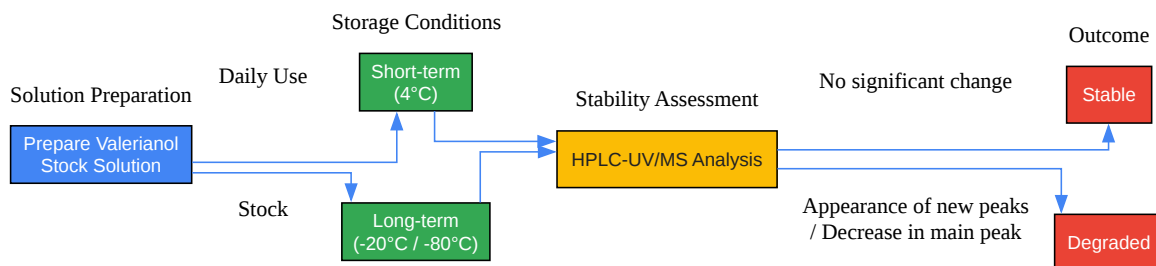 Solution Preparation
Prepare Valerianol
Stock Solution
Daily Use
Stock
Storage Conditions
Short-term
(4°C)
Long-term
(-20°C / -80°C)
Stability Assessment
HPLC-UV/MS Analysis
No significant change
Appearance of new peaks
/ Decrease in main peak
Outcome
Stable
Degraded